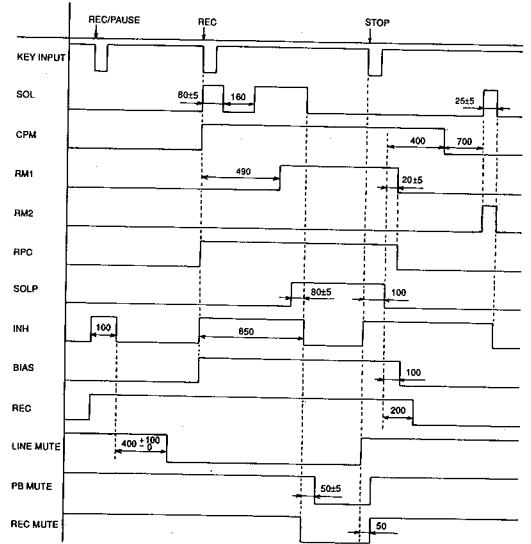 REC/PAUSE REC STOP
KEY INPUT
SOL 80±5 160 25±5
CPM 400 700
RM1 490 20±5
RM2
RPC
SOLP 80±5 100
INH 100 650
BIAS 100
REC 200
LINE MUTE 400 +100 -0
PB MUTE 50±5
REC MUTE 50